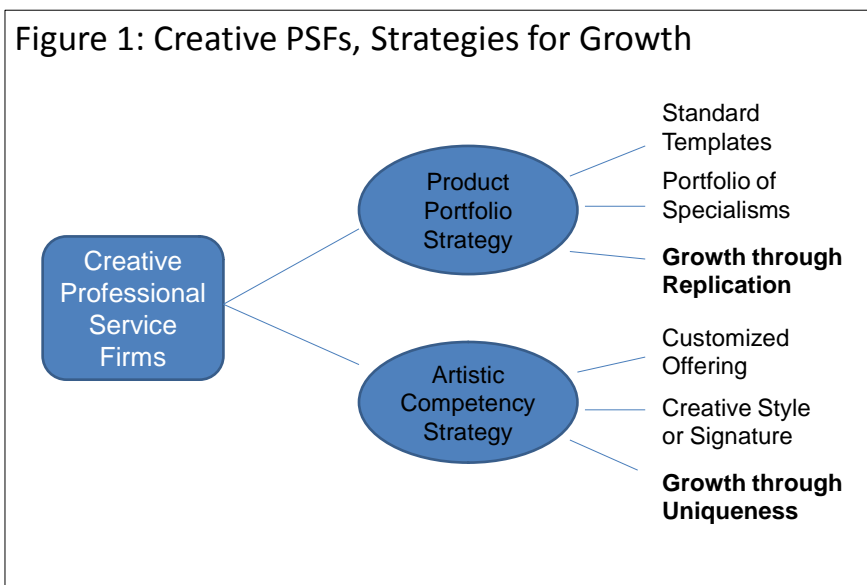 Figure 1: Creative PSFs, Strategies for Growth
Creative
Professional
Service
Firms
Product
Portfolio
Strategy
Standard
Templates
Portfolio of
Specialisms
Growth through
Replication
Artistic
Competency
Strategy
Customized
Offering
Creative Style
or Signature
Growth through
Uniqueness